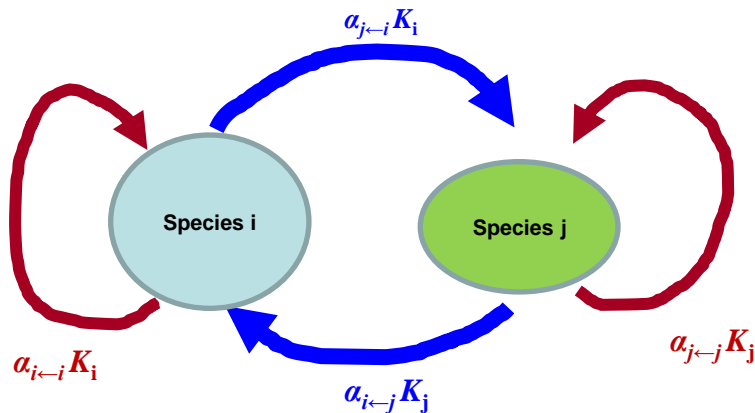 α_{j←i}K_i
Species i
Species j
α_{i←i}K_i
α_{j←j}K_j
α_{i←j}K_j